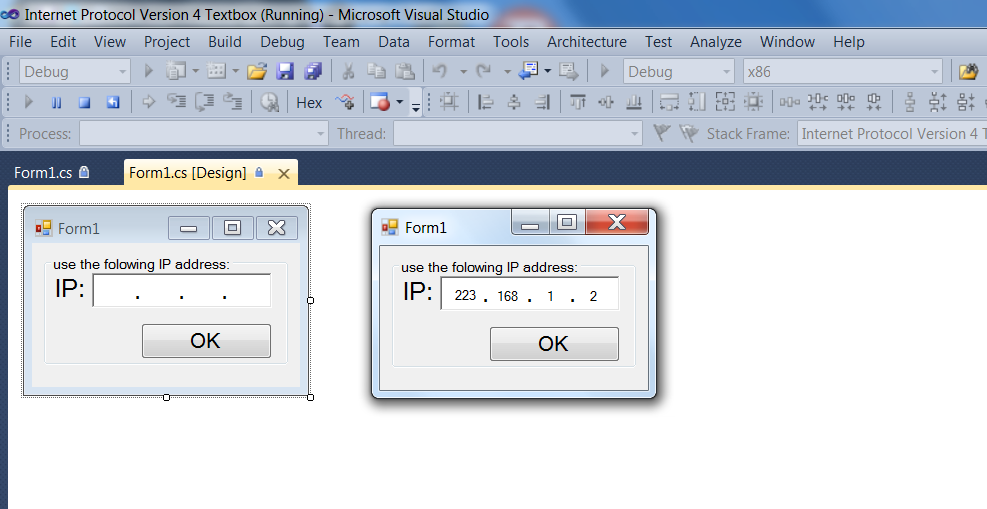 Internet Protocol Version 4 Textbox (Running) - Microsoft Visual Studio
File Edit View Project Build Debug Team Data Format Tools Architecture Test Analyze Window Help
Debug Debug x86
Hex
Process: Thread: Stack Frame: Internet Protocol Version 4 T
Form1.cs Form1.cs [Design]
Form1 Form1
use the folowing IP address: use the folowing IP address:
IP: . . . IP: 223 . 168 . 1 . 2
OK OK